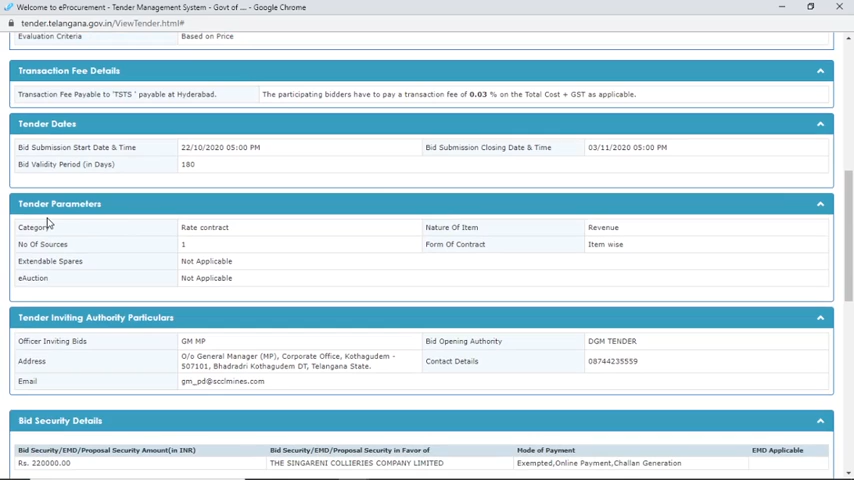 Welcome to eProcurement - Tender Management System - Govt of ... - Google Chrome
tender.telangana.gov.in/ViewTender.html#
Evaluation Criteria Based on Price
Transaction Fee Details
Transaction Fee Payable to 'TSTS ' payable at Hyderabad. The participating bidders have to pay a transaction fee of 0.03 % on the Total Cost + GST as applicable.
Tender Dates
Bid Submission Start Date & Time 22/10/2020 05:00 PM Bid Submission Closing Date & Time 03/11/2020 05:00 PM
Bid Validity Period (in Days) 180
Tender Parameters
Category Rate contract Nature Of Item Revenue
No Of Sources 1 Form Of Contract Item wise
Extendable Spares Not Applicable
eAuction Not Applicable
Tender Inviting Authority Particulars
Officer Inviting Bids GM MP Bid Opening Authority DGM TENDER
Address O/o General Manager (MP), Corporate Office, Kothagudem - 507101, Bhadradri Kothagudem DT, Telangana State. Contact Details 08744235559
Email gm_pd@scclmines.com
Bid Security Details
Bid Security/EMD/Proposal Security Amount(in INR) Bid Security/EMD/Proposal Security in Favor of Mode of Payment EMD Applicable
Rs. 220000.00 THE SINGARENI COLLIERIES COMPANY LIMITED Exempted,Online Payment,Challan Generation